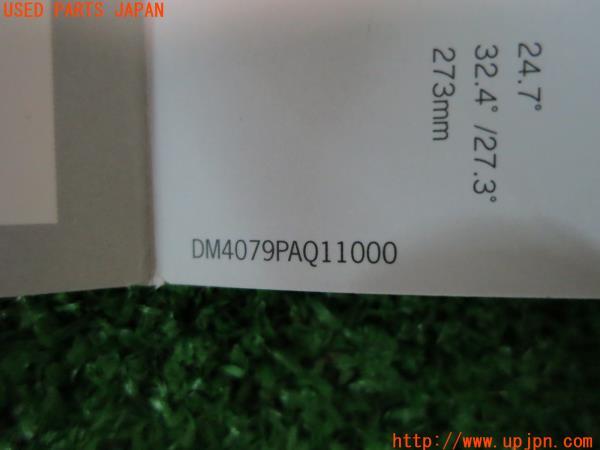 USED PARTS JAPAN
24.7°
32.4° /27.3°
273mm
DM4079PAQ11000
http://www.upjpn.com/